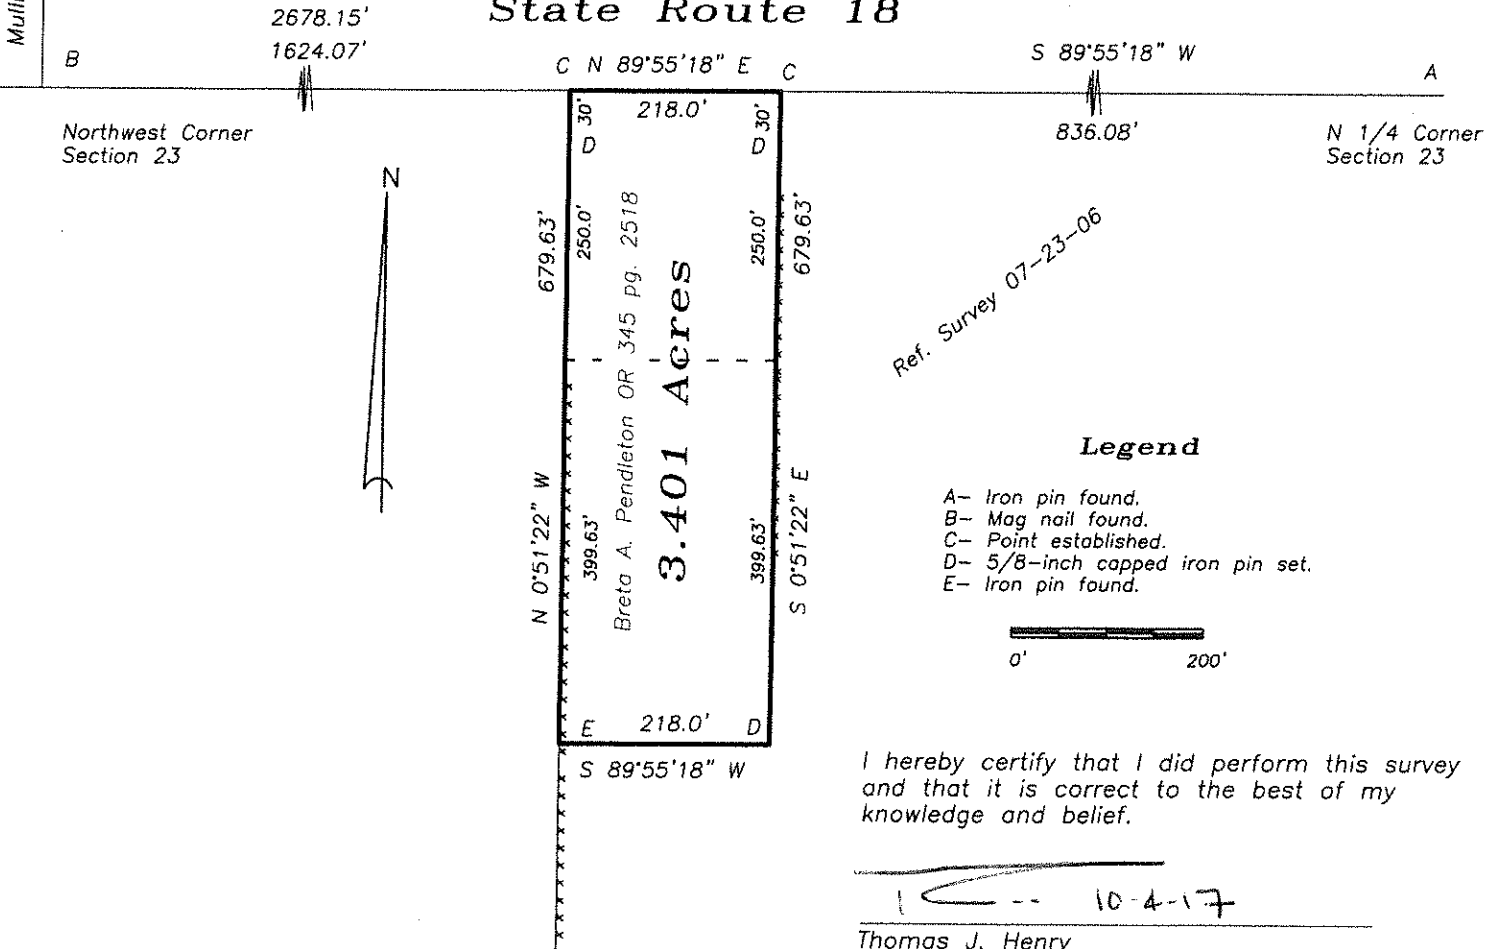 State Route 18
Mulli
2678.15'
1624.07'
B
C N 89°55'18" E C
S 89°55'18" W
A
218.0'
30'
30'
D
D
836.08'
Northwest Corner
Section 23
N 1/4 Corner
Section 23
N
679.63'
250.0'
Breta A. Pendleton OR 345 pg. 2518
3.401 Acres
250.0'
679.63'
Ref. Survey 07-23-06
N 0°51'22" W
399.63'
399.63'
S 0°51'22" E
Legend
A- Iron pin found.
B- Mag nail found.
C- Point established.
D- 5/8-inch capped iron pin set.
E- Iron pin found.
0' 200'
E 218.0' D
S 89°55'18" W
I hereby certify that I did perform this survey
and that it is correct to the best of my
knowledge and belief.
10-4-17
Thomas J. Henry